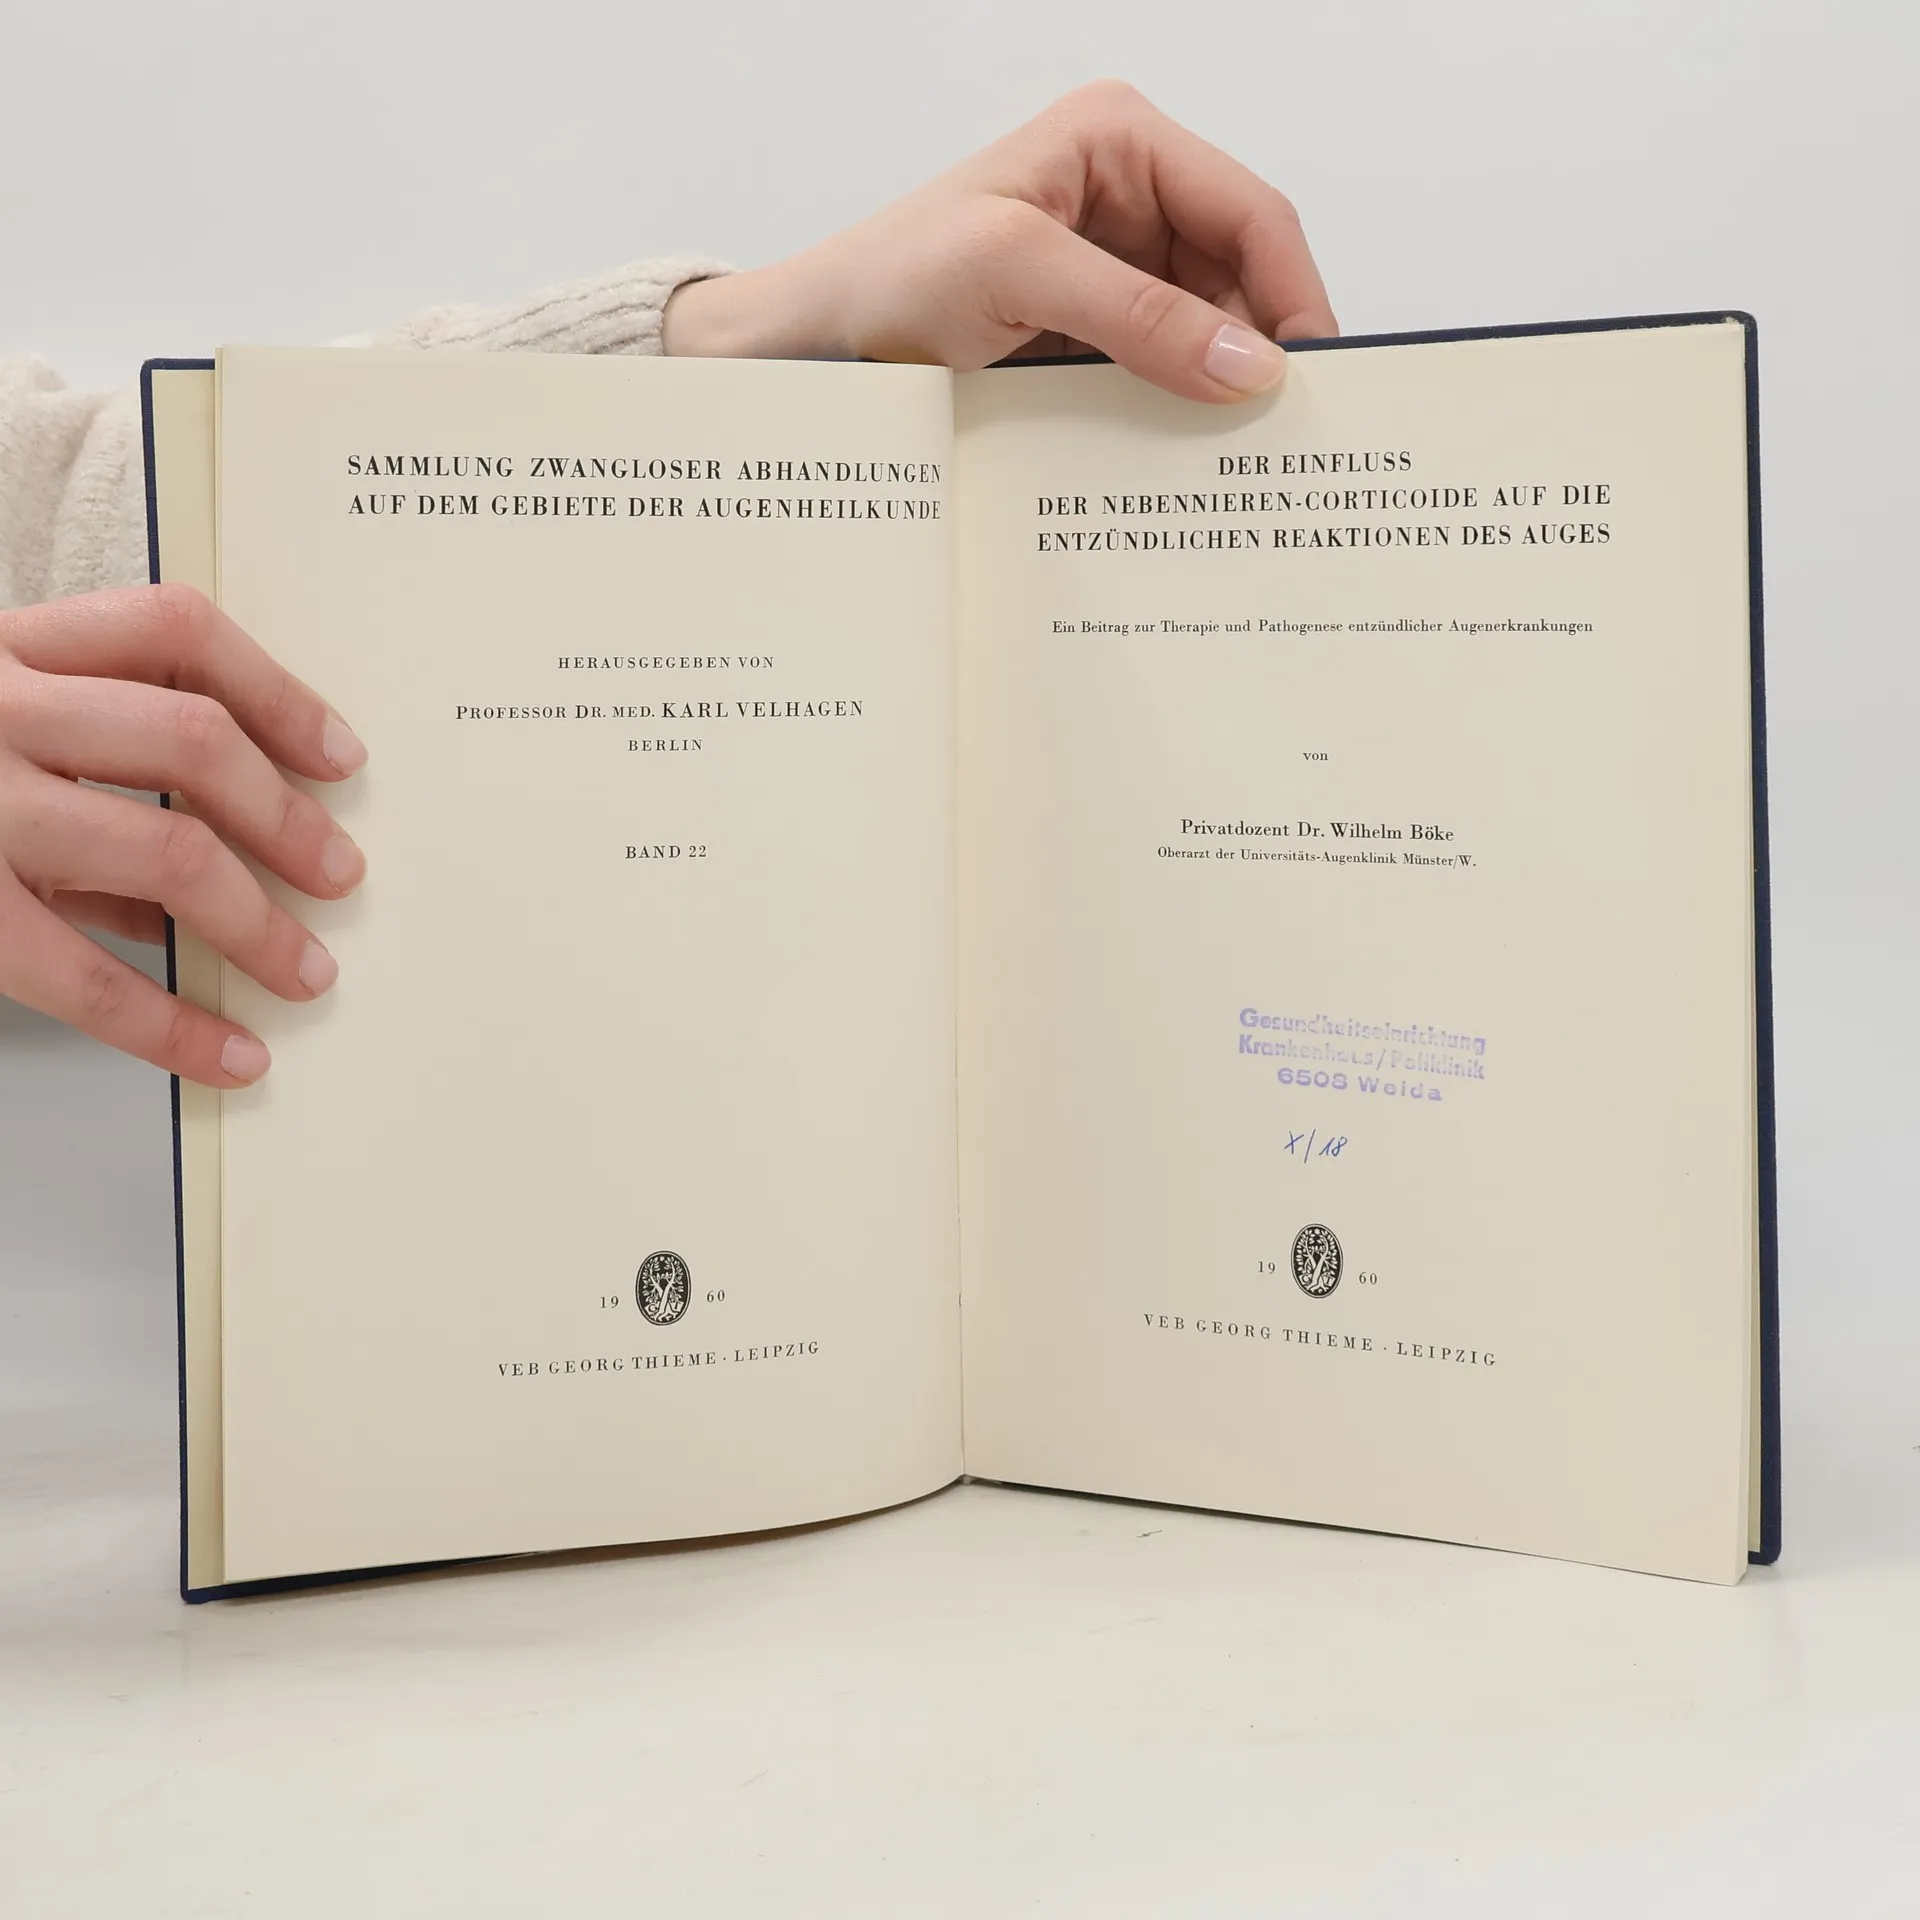 SAMMLUNG ZWANGLOSER ABHANDLUNGEN
AUF DEM GEBIETE DER AUGENHEILKUNDE
HERAUSGEGEBEN VON
PROFESSOR DR. MED. KARL VELHAGEN
BERLIN
BAND 22
19 60
VEB GEORG THIEME · LEIPZIG
DER EINFLUSS
DER NEBENNIEREN-CORTICOIDE AUF DIE
ENTZÜNDLICHEN REAKTIONEN DES AUGES
Ein Beitrag zur Therapie und Pathogenese entzündlicher Augenerkrankungen
von
Privatdozent Dr. Wilhelm Böke
Oberarzt der Universitäts-Augenklinik Münster/W.
Gesundheitseinrichtung
Krankenhaus/Poliklinik
6508 Weida
X/18
19 60
VEB GEORG THIEME · LEIPZIG